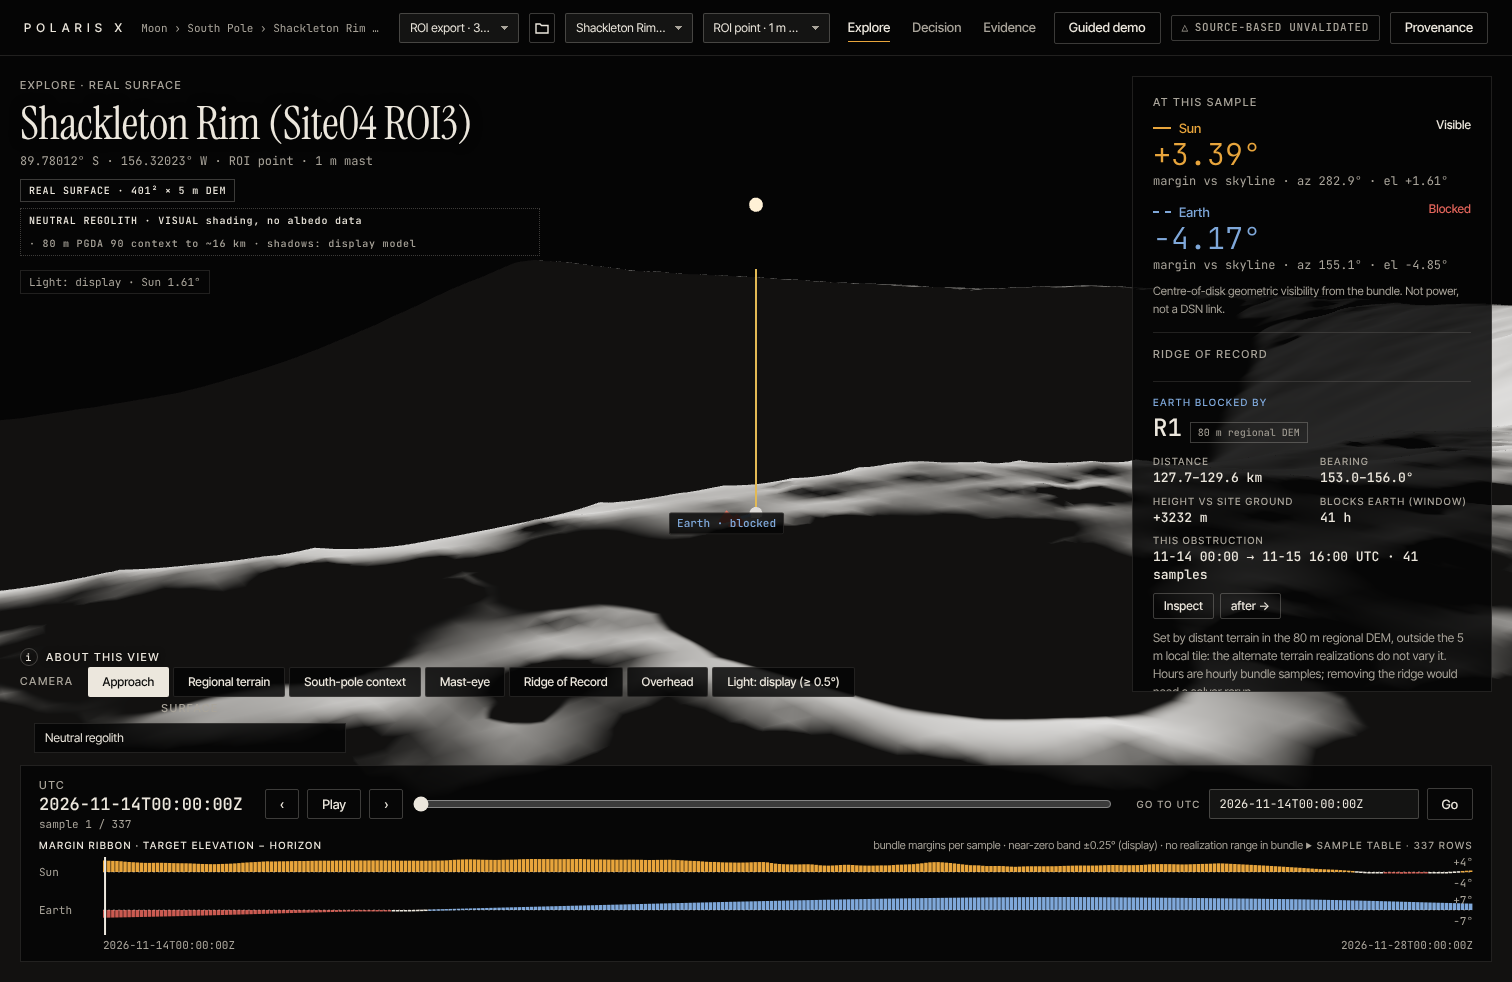 POLARIS X
Moon › South Pole › Shackleton Rim …
ROI export · 3...
Shackleton Rim...
ROI point · 1 m ...
Explore
Decision
Evidence
Guided demo
△ SOURCE-BASED UNVALIDATED
Provenance
EXPLORE · REAL SURFACE
Shackleton Rim (Site04 ROI3)
89.78012° S · 156.32023° W · ROI point · 1 m mast
REAL SURFACE · 401² × 5 m DEM
NEUTRAL REGOLITH · VISUAL shading, no albedo data
· 80 m PGDA 90 context to ~16 km · shadows: display model
Light: display · Sun 1.61°
Earth · blocked
AT THIS SAMPLE
Sun
Visible
+3.39°
margin vs skyline · az 282.9° · el +1.61°
Earth
Blocked
-4.17°
margin vs skyline · az 155.1° · el -4.85°
Centre-of-disk geometric visibility from the bundle. Not power,
not a DSN link.
RIDGE OF RECORD
EARTH BLOCKED BY
R1
80 m regional DEM
DISTANCE
127.7–129.6 km
BEARING
153.0–156.0°
HEIGHT VS SITE GROUND
+3232 m
BLOCKS EARTH (WINDOW)
41 h
THIS OBSTRUCTION
11-14 00:00 → 11-15 16:00 UTC · 41
samples
Inspect
after →
Set by distant terrain in the 80 m regional DEM, outside the 5
m local tile: the alternate terrain realizations do not vary it.
Hours are hourly bundle samples; removing the ridge would
need a solver rerun
i ABOUT THIS VIEW
CAMERA
Approach
Regional terrain
South-pole context
Mast-eye
Ridge of Record
Overhead
Light: display (≥ 0.5°)
Neutral regolith
UTC
2026-11-14T00:00:00Z
sample 1 / 337
‹
Play
›
GO TO UTC
2026-11-14T00:00:00Z
Go
MARGIN RIBBON · TARGET ELEVATION – HORIZON
bundle margins per sample · near-zero band ±0.25° (display) · no realization range in bundle
▶ SAMPLE TABLE · 337 ROWS
Sun
+4°
-4°
Earth
+7°
-7°
2026-11-14T00:00:00Z
2026-11-28T00:00:00Z